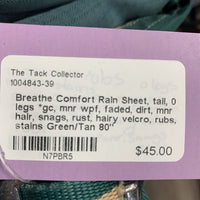 The Tack Collector
1004843-39
Breathe Comfort Rain Sheet, tail, 0
legs *gc, mnr wpf, faded, dirt, mnr
hair, snags, rust, hairy velcro, rubs,
stains Green/Tan 80"
N7PBR5
$45.00